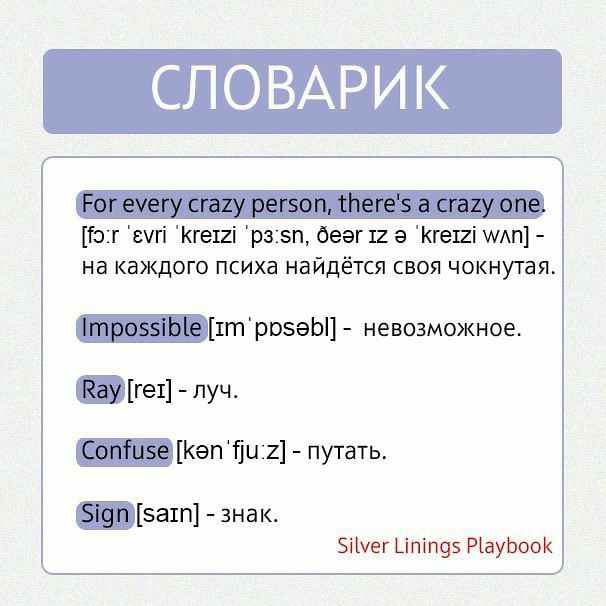 СЛОВАРИК
For every crazy person, there's a crazy one.
[fɔːr ˈɛvri ˈkreɪzi ˈpɜːsn, ðeər ɪz ə ˈkreɪzi wʌn] -
на каждого психа найдётся своя чокнутая.
Impossible [ɪmˈpɒsəbl] - невозможное.
Ray [reɪ] - луч.
Confuse [kənˈfjuːz] - путать.
Sign [saɪn] - знак.
Silver Linings Playbook